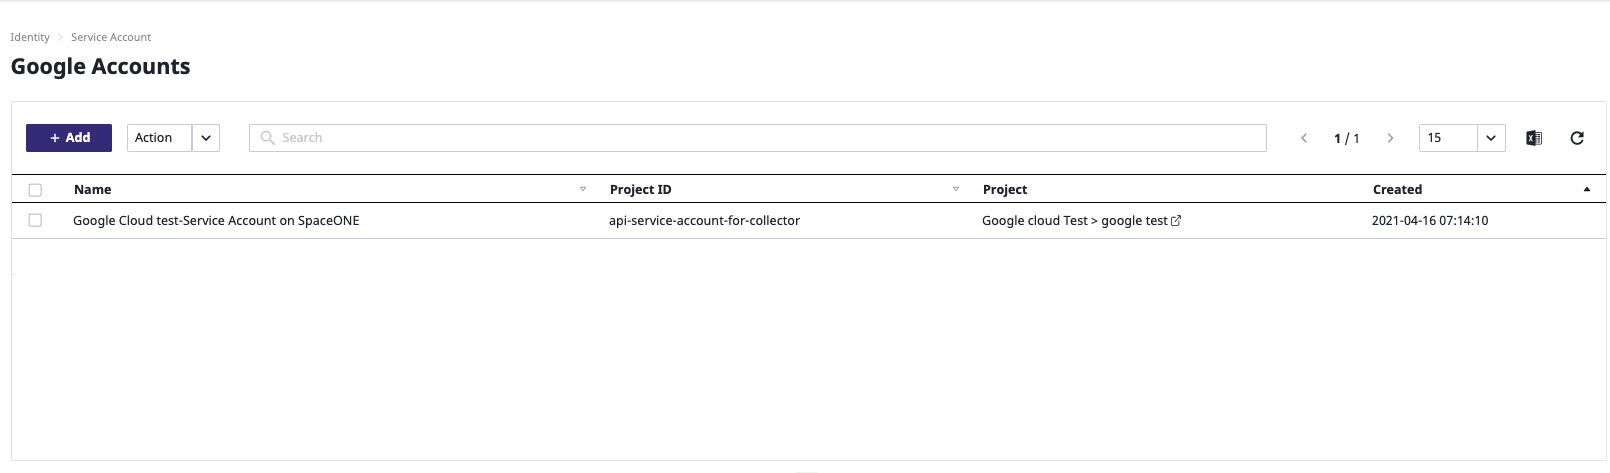 Identity > Service Account
Google Accounts
+ Add Action Search 1 / 1 15
Name Project ID Project Created
Google Cloud test-Service Account on SpaceONE api-service-account-for-collector Google cloud Test > google test 2021-04-16 07:14:10